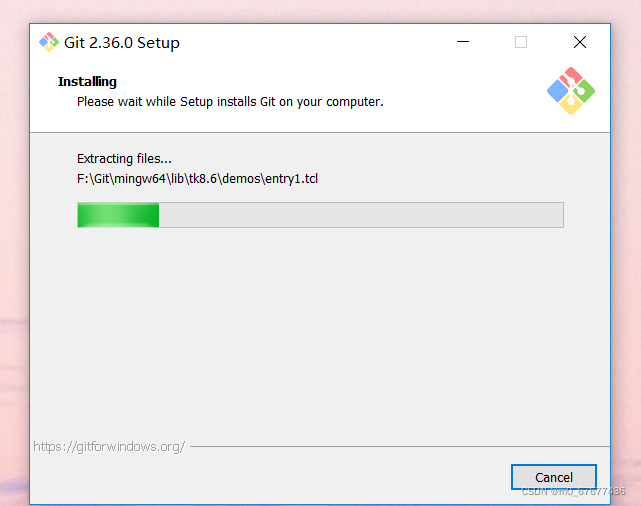 Git 2.36.0 Setup
Installing
Please wait while Setup installs Git on your computer.
Extracting files...
F:\Git\mingw64\lib\tk8.6\demos\entry1.tcl
https://gitforwindows.org/
Cancel
CSDN @m0_67677436